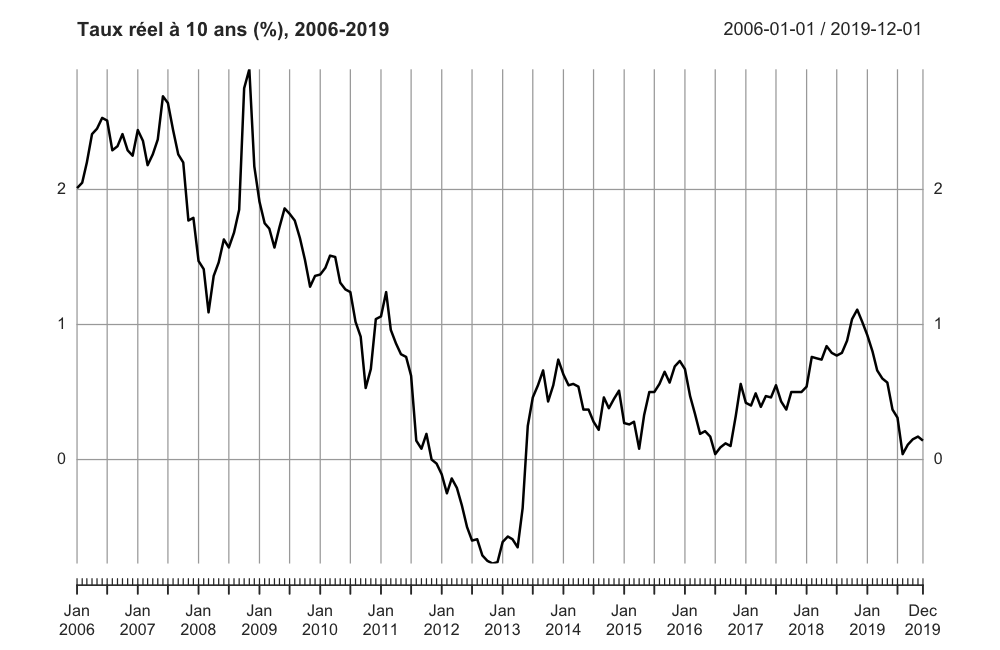 Taux réel à 10 ans (%), 2006-2019
2006-01-01 / 2019-12-01
2 2
1 1
0 0
Jan Jan Jan Jan Jan Jan Jan Jan Jan Jan Jan Jan Jan Jan Dec
2006 2007 2008 2009 2010 2011 2012 2013 2014 2015 2016 2017 2018 2019 2019